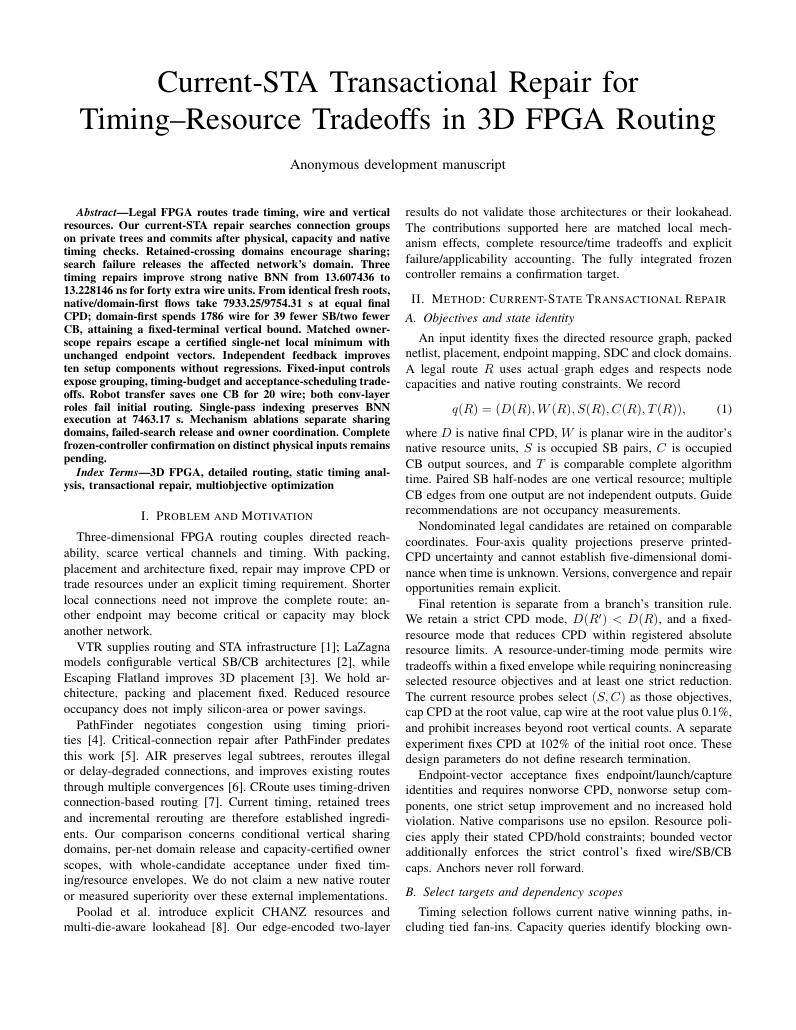 Current-STA Transactional Repair for
Timing–Resource Tradeoffs in 3D FPGA Routing
Anonymous development manuscript
Abstract—Legal FPGA routes trade timing, wire and vertical
resources. Our current-STA repair searches connection groups
on private trees and commits after physical, capacity and native
timing checks. Retained-crossing domains encourage sharing;
search failure releases the affected network's domain. Three
timing repairs improve strong native BNN from 13.607436 to
13.228146 ns for forty extra wire units. From identical fresh roots,
native/domain-first flows take 7933.25/9754.31 s at equal final
CPD; domain-first spends 1786 wire for 39 fewer SB/two fewer
CB, attaining a fixed-terminal vertical bound. Matched owner-
scope repairs escape a certified single-net local minimum with
unchanged endpoint vectors. Independent feedback improves
ten setup components without regressions. Fixed-input controls
expose grouping, timing-budget and acceptance-scheduling trade-
offs. Robot transfer saves one CB for 20 wire; both conv-layer
roles fail initial routing. Single-pass indexing preserves BNN
execution at 7463.17 s. Mechanism ablations separate sharing
domains, failed-search release and owner coordination. Complete
frozen-controller confirmation on distinct physical inputs remains
pending.
Index Terms—3D FPGA, detailed routing, static timing anal-
ysis, transactional repair, multiobjective optimization
I. Problem and Motivation
Three-dimensional FPGA routing couples directed reach-
ability, scarce vertical channels and timing. With packing,
placement and architecture fixed, repair may improve CPD or
trade resources under an explicit timing requirement. Shorter
local connections need not improve the complete route: an-
other endpoint may become critical or capacity may block
another network.
VTR supplies routing and STA infrastructure [1]; LaZagna
models configurable vertical SB/CB architectures [2], while
Escaping Flatland improves 3D placement [3]. We hold ar-
chitecture, packing and placement fixed. Reduced resource
occupancy does not imply silicon-area or power savings.
PathFinder negotiates congestion using timing priori-
ties [4]. Critical-connection repair after PathFinder predates
this work [5]. AIR preserves legal subtrees, reroutes illegal
or delay-degraded connections, and improves existing routes
through multiple convergences [6]. CRoute uses timing-driven
connection-based routing [7]. Current timing, retained trees
and incremental rerouting are therefore established ingredi-
ents. Our comparison concerns conditional vertical sharing
domains, per-net domain release and capacity-certified owner
scopes, with whole-candidate acceptance under fixed tim-
ing/resource envelopes. We do not claim a new native router
or measured superiority over these external implementations.
Poolad et al. introduce explicit CHANZ resources and
multi-die-aware lookahead [8]. Our edge-encoded two-layer
results do not validate those architectures or their lookahead.
The contributions supported here are matched local mech-
anism effects, complete resource/time tradeoffs and explicit
failure/applicability accounting. The fully integrated frozen
controller remains a confirmation target.
II. Method: Current-State Transactional Repair
A. Objectives and state identity
An input identity fixes the directed resource graph, packed
netlist, placement, endpoint mapping, SDC and clock domains.
A legal route R uses actual graph edges and respects node
capacities and native routing constraints. We record
q(R) = (D(R), W(R), S(R), C(R), T(R)), (1)
where D is native final CPD, W is planar wire in the auditor's
native resource units, S is occupied SB pairs, C is occupied
CB output sources, and T is comparable complete algorithm
time. Paired SB half-nodes are one vertical resource; multiple
CB edges from one output are not independent outputs. Guide
recommendations are not occupancy measurements.
Nondominated legal candidates are retained on comparable
coordinates. Four-axis quality projections preserve printed-
CPD uncertainty and cannot establish five-dimensional domi-
nance when time is unknown. Versions, convergence and repair
opportunities remain explicit.
Final retention is separate from a branch's transition rule.
We retain a strict CPD mode, D(R′) < D(R), and a fixed-
resource mode that reduces CPD within registered absolute
resource limits. A resource-under-timing mode permits wire
tradeoffs within a fixed envelope while requiring nonincreasing
selected resource objectives and at least one strict reduction.
The current resource probes select (S, C) as those objectives,
cap CPD at the root value, cap wire at the root value plus 0.1%,
and prohibit increases beyond root vertical counts. A separate
experiment fixes CPD at 102% of the initial root once. These
design parameters do not define research termination.
Endpoint-vector acceptance fixes endpoint/launch/capture
identities and requires nonworse CPD, nonworse setup com-
ponents, one strict setup improvement and no increased hold
violation. Native comparisons use no epsilon. Resource poli-
cies apply their stated CPD/hold constraints; bounded vector
additionally enforces the strict control's fixed wire/SB/CB
caps. Anchors never roll forward.
B. Select targets and dependency scopes
Timing selection follows current native winning paths, in-
cluding tied fan-ins. Capacity queries identify blocking own-